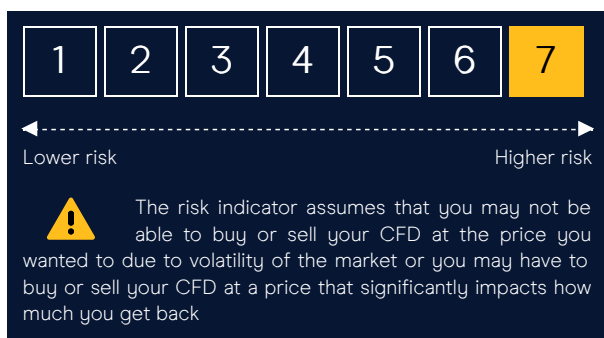 1 2 3 4 5 6 7
Lower risk Higher risk
The risk indicator assumes that you may not be
able to buy or sell your CFD at the price you
wanted to due to volatility of the market or you may have to
buy or sell your CFD at a price that significantly impacts how
much you get back